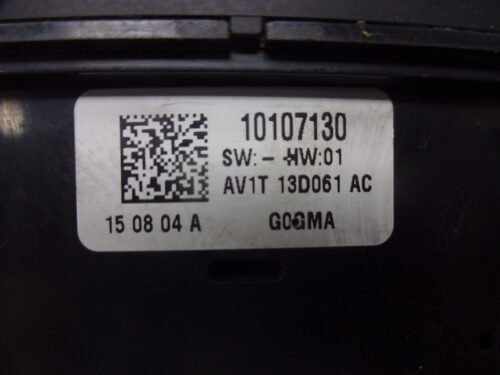 10107130
SW: - HW:01
AV1T 13D061 AC
15 08 04 A
G0GMA